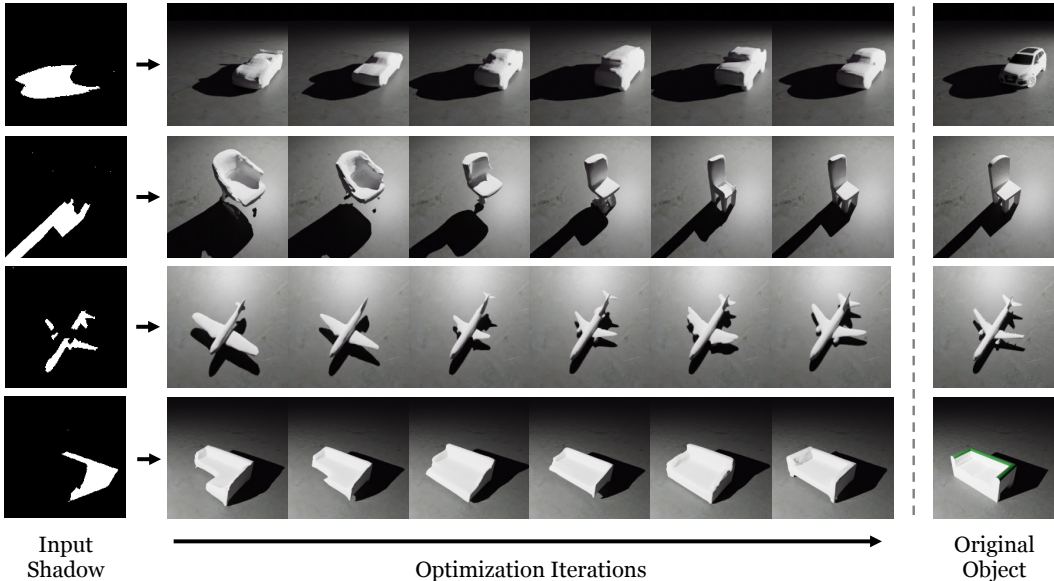 Input
Shadow
Optimization Iterations
Original
Object